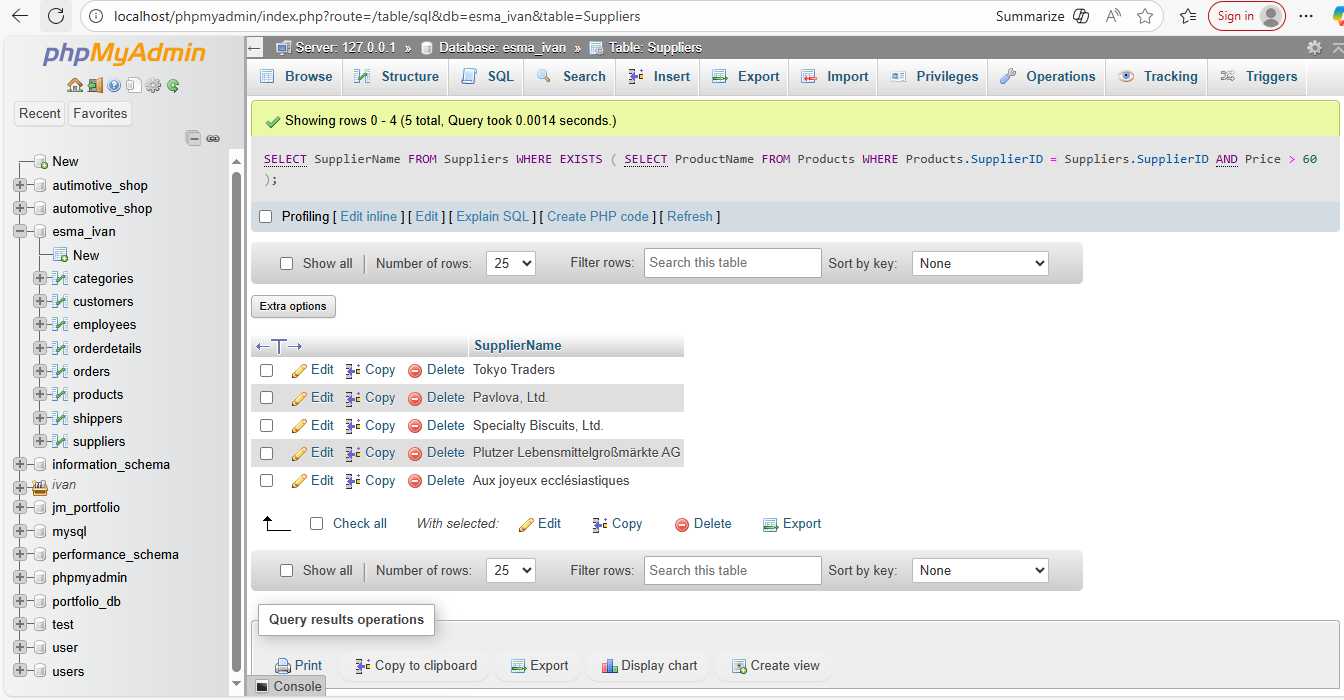 localhost/phpmyadmin/index.php?route=/table/sql&db=esma_ivan&table=Suppliers
Summarize
Sign in
phpMyAdmin
Recent Favorites
New
autimotive_shop
automotive_shop
esma_ivan
New
categories
customers
employees
orderdetails
orders
products
shippers
suppliers
information_schema
ivan
jm_portfolio
mysql
performance_schema
phpmyadmin
portfolio_db
test
user
users
Server: 127.0.0.1 » Database: esma_ivan » Table: Suppliers
Browse Structure SQL Search Insert Export Import Privileges Operations Tracking Triggers
Showing rows 0 - 4 (5 total, Query took 0.0014 seconds.)
SELECT SupplierName FROM Suppliers WHERE EXISTS ( SELECT ProductName FROM Products WHERE Products.SupplierID = Suppliers.SupplierID AND Price > 60
);
Profiling [ Edit inline ] [ Edit ] [ Explain SQL ] [ Create PHP code ] [ Refresh ]
Show all | Number of rows: 25 Filter rows: Search this table Sort by key: None
Extra options
←T→ SupplierName
Edit Copy Delete Tokyo Traders
Edit Copy Delete Pavlova, Ltd.
Edit Copy Delete Specialty Biscuits, Ltd.
Edit Copy Delete Plutzer Lebensmittelgroßmärkte AG
Edit Copy Delete Aux joyeux ecclésiastiques
Check all With selected: Edit Copy Delete Export
Show all | Number of rows: 25 Filter rows: Search this table Sort by key: None
Query results operations
Print Copy to clipboard Export Display chart Create view
Console